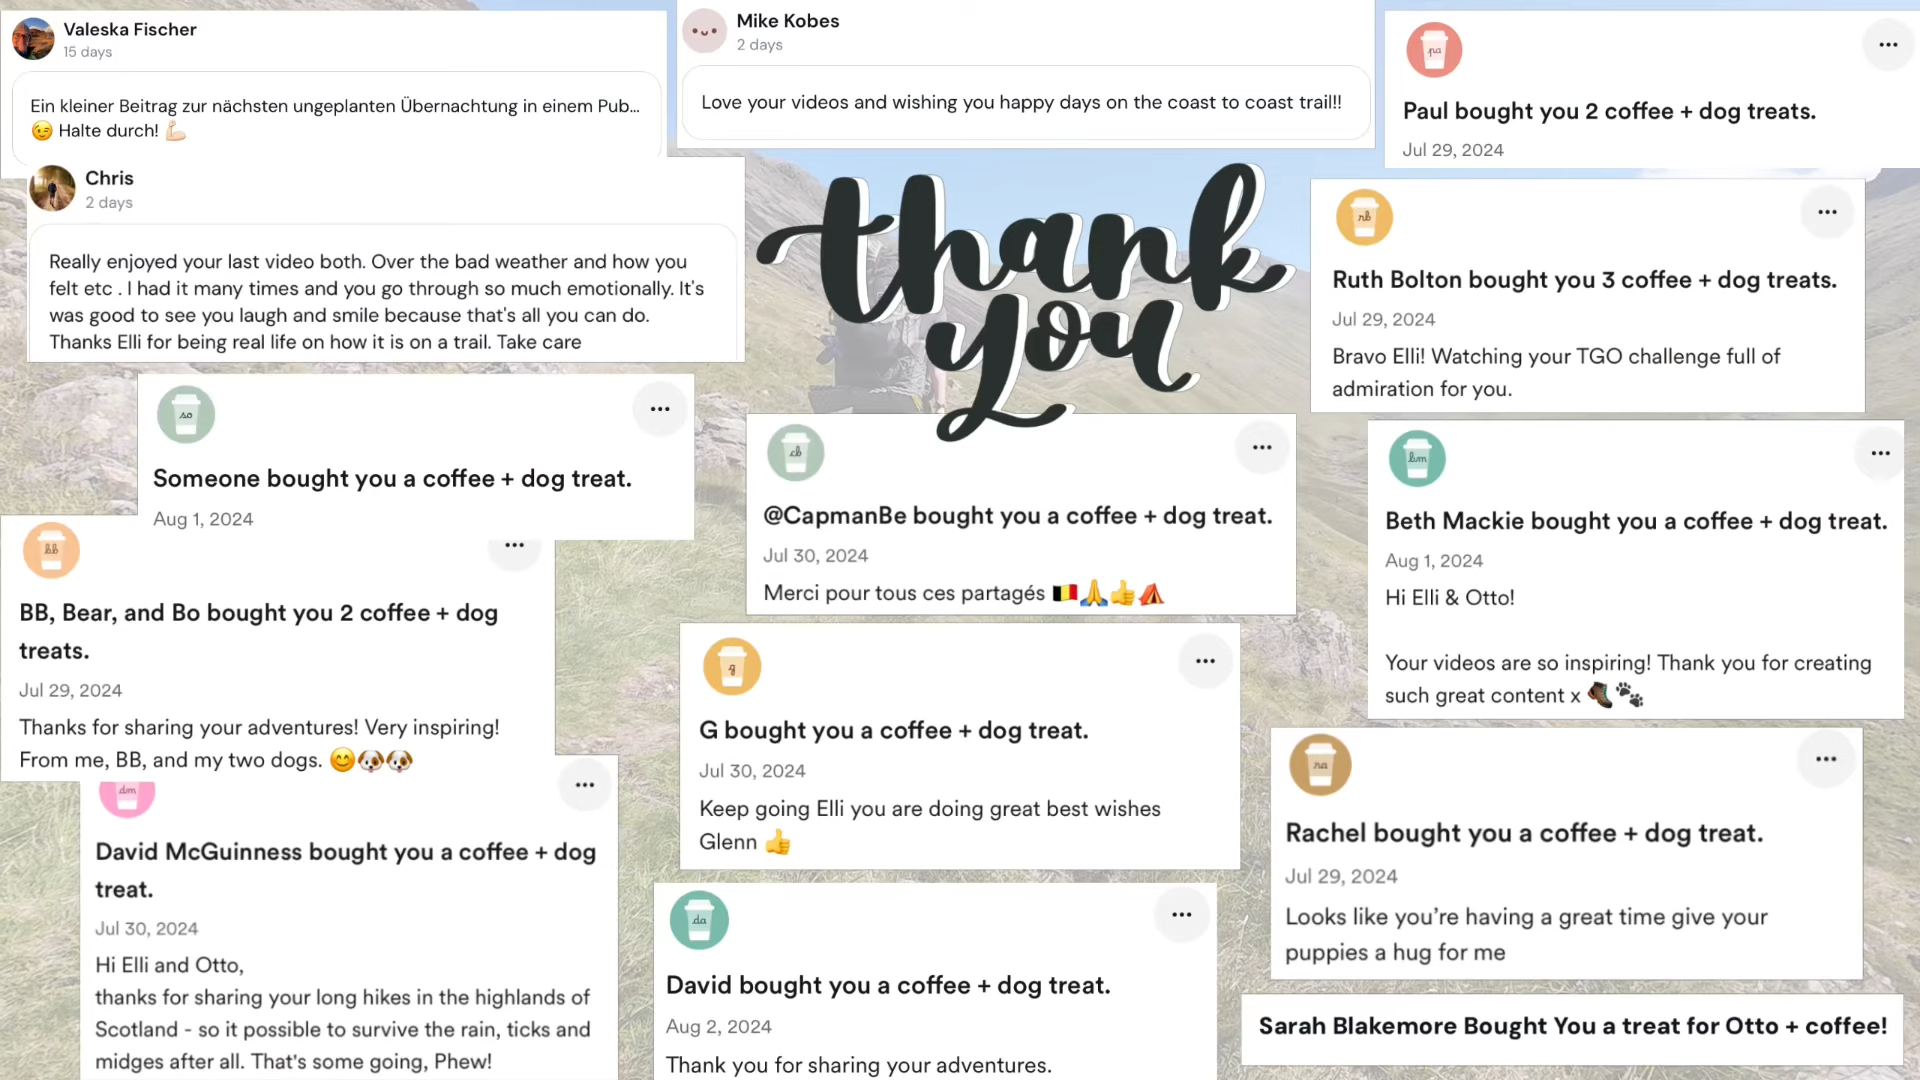 Valeska Fischer
15 days
Ein kleiner Beitrag zur nächsten ungeplanten Übernachtung in einem Pub...
😉 Halte durch! 💪🏻
Chris
2 days
Really enjoyed your last video both. Over the bad weather and how you
felt etc . I had it many times and you go through so much emotionally. It's
was good to see you laugh and smile because that's all you can do.
Thanks Elli for being real life on how it is on a trail. Take care
Mike Kobes
2 days
Love your videos and wishing you happy days on the coast to coast trail!!
pa
Paul bought you 2 coffee + dog treats.
Jul 29, 2024
thank
you
rb
Ruth Bolton bought you 3 coffee + dog treats.
Jul 29, 2024
Bravo Elli! Watching your TGO challenge full of
admiration for you.
so
Someone bought you a coffee + dog treat.
Aug 1, 2024
cb
@CapmanBe bought you a coffee + dog treat.
Jul 30, 2024
Merci pour tous ces partagés 🇧🇪🙏👍⛺
bm
Beth Mackie bought you a coffee + dog treat.
Aug 1, 2024
Hi Elli & Otto!
Your videos are so inspiring! Thank you for creating
such great content x 🥾🐾
bb
BB, Bear, and Bo bought you 2 coffee + dog
treats.
Jul 29, 2024
Thanks for sharing your adventures! Very inspiring!
From me, BB, and my two dogs. 😊🐶🐶
g
G bought you a coffee + dog treat.
Jul 30, 2024
Keep going Elli you are doing great best wishes
Glenn 👍
ra
Rachel bought you a coffee + dog treat.
Jul 29, 2024
Looks like you're having a great time give your
puppies a hug for me
dm
David McGuinness bought you a coffee + dog
treat.
Jul 30, 2024
Hi Elli and Otto,
thanks for sharing your long hikes in the highlands of
Scotland - so it possible to survive the rain, ticks and
midges after all. That's some going, Phew!
da
David bought you a coffee + dog treat.
Aug 2, 2024
Thank you for sharing your adventures.
Sarah Blakemore Bought You a treat for Otto + coffee!